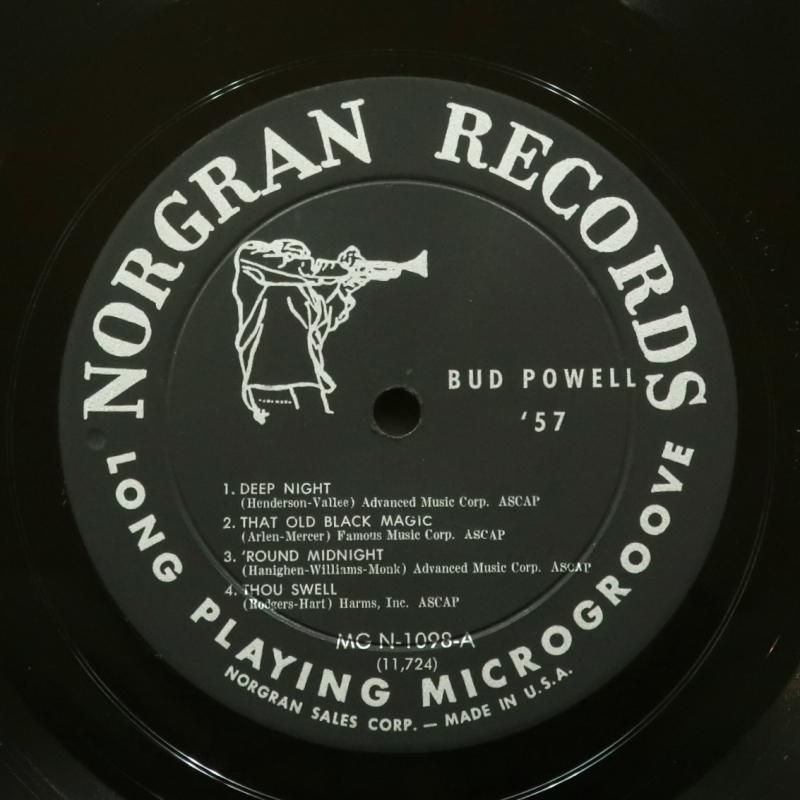 NORGRAN RECORDS
BUD POWELL
'57
1. DEEP NIGHT
(Henderson-Vallee) Advanced Music Corp. ASCAP
2. THAT OLD BLACK MAGIC
(Arlen-Mercer) Famous Music Corp. ASCAP
3. 'ROUND MIDNIGHT
(Hanighen-Williams-Monk) Advanced Music Corp. ASCAP
4. THOU SWELL
(Rodgers-Hart) Harms, Inc. ASCAP
MG N-1098-A
(11,724)
LONG PLAYING MICROGROOVE
NORGRAN SALES CORP. — MADE IN U.S.A.